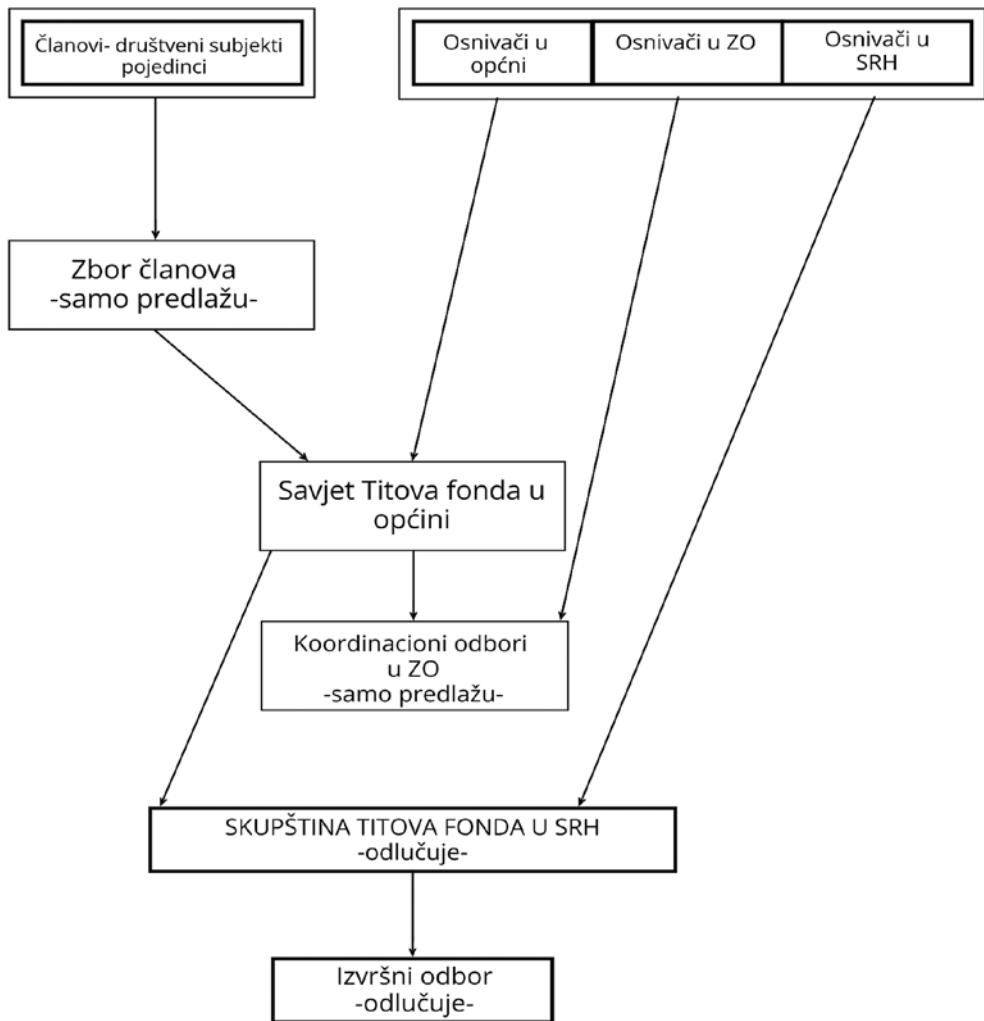 Članovi- društveni subjekti
pojedinci
Osnivači u
općni
Osnivači u ZO
Osnivači u
SRH
Zbor članova
-samo predlažu-
Savjet Titova fonda u
općini
Koordinacioni odbori
u ZO
-samo predlažu-
SKUPŠTINA TITOVA FONDA U SRH
-odlučuje-
Izvršni odbor
-odlučuje-